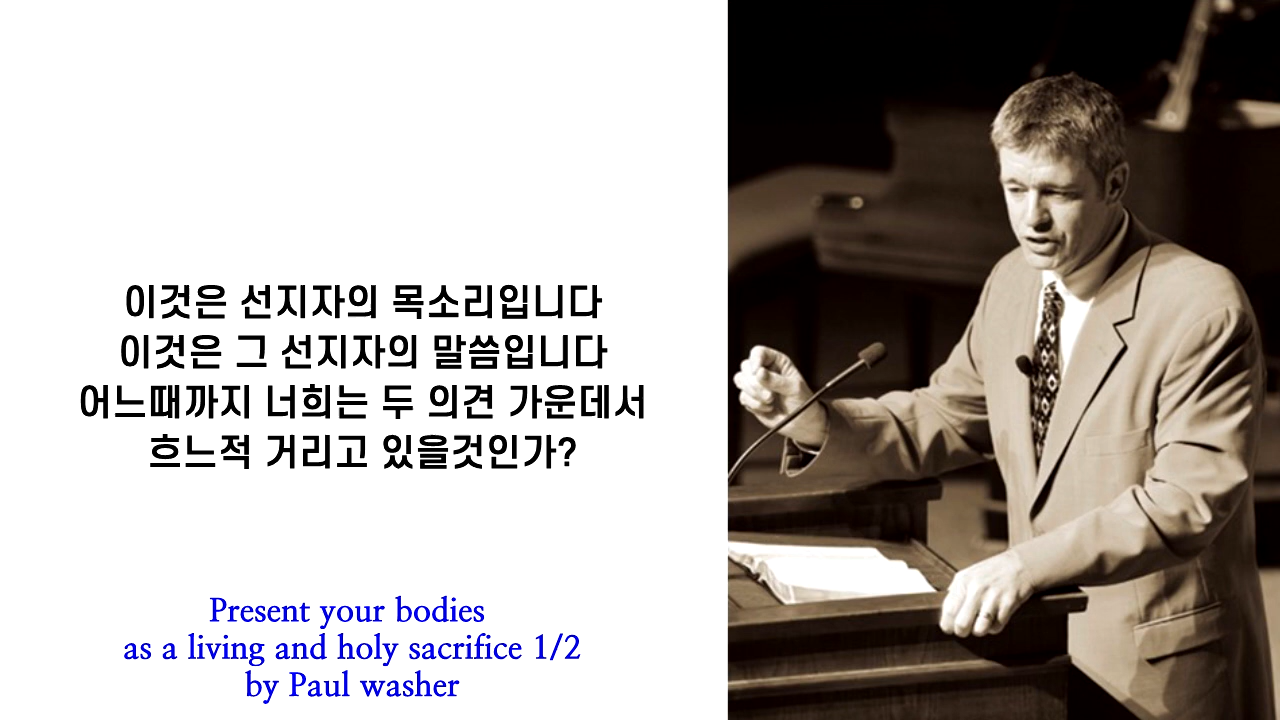 이것은 선지자의 목소리입니다
이것은 그 선지자의 말씀입니다
어느때까지 너희는 두 의견 가운데서
흐느적 거리고 있을것인가?
Present your bodies
as a living and holy sacrifice 1/2
by Paul washer